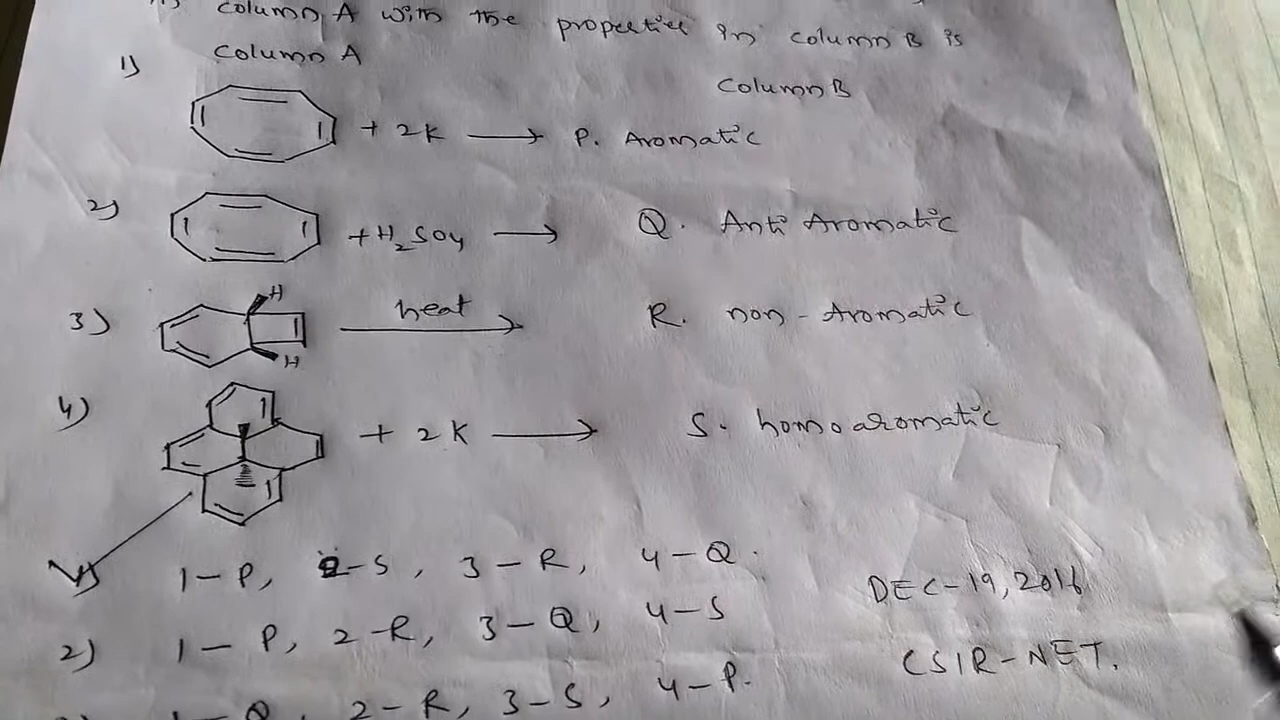 column A with the properties in column B is
Column A
Column B
1)
+ 2K ⟶ P. Aromatic
2)
+ H₂SO₄ ⟶ Q. Anti Aromatic
3) H H heat ⟶ R. non - Aromatic
4)
+ 2K ⟶ S. homoaromatic
1) 1 - P, 2 - S, 3 - R, 4 - Q.
2) 1 - P, 2 - R, 3 - Q, 4 - S
DEC-19, 2016
1 - Q, 2 - R, 3 - S, 4 - P.
CSIR-NET.